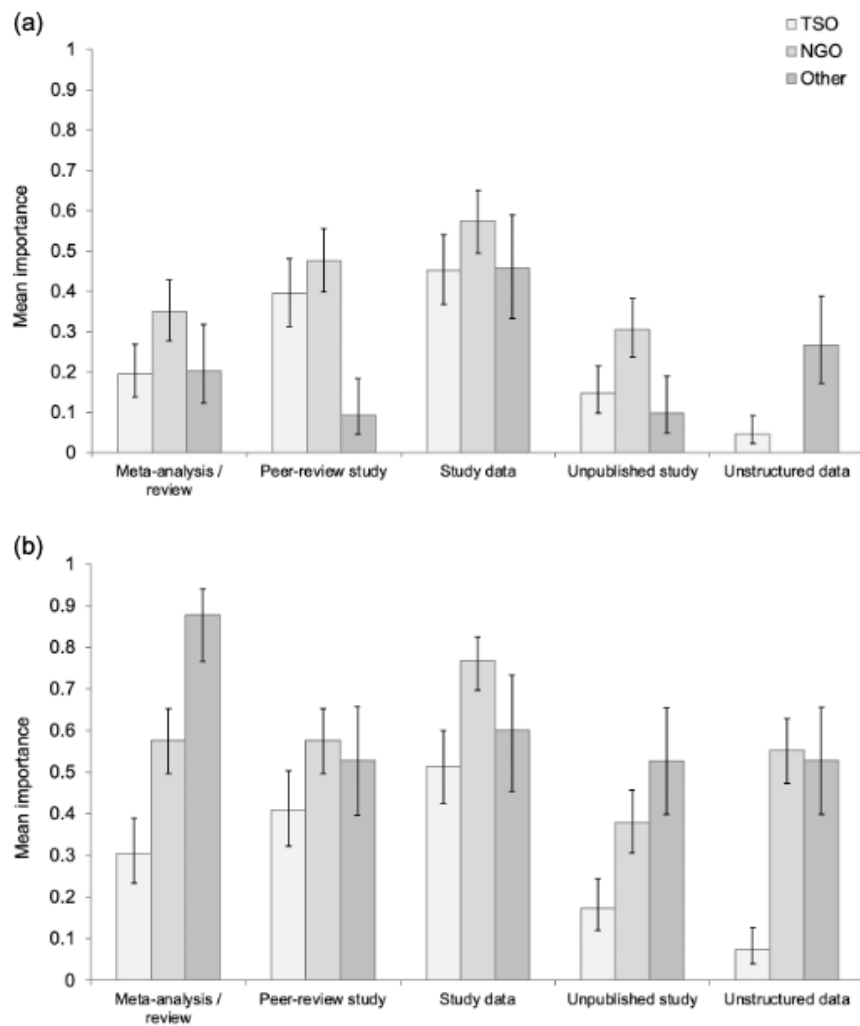 (a)
TSO
NGO
Other
Mean importance
1
0.9
0.8
0.7
0.6
0.5
0.4
0.3
0.2
0.1
0
Meta-analysis /
review
Peer-review study
Study data
Unpublished study
Unstructured data
(b)
Mean importance
1
0.9
0.8
0.7
0.6
0.5
0.4
0.3
0.2
0.1
0
Meta-analysis /
review
Peer-review study
Study data
Unpublished study
Unstructured data